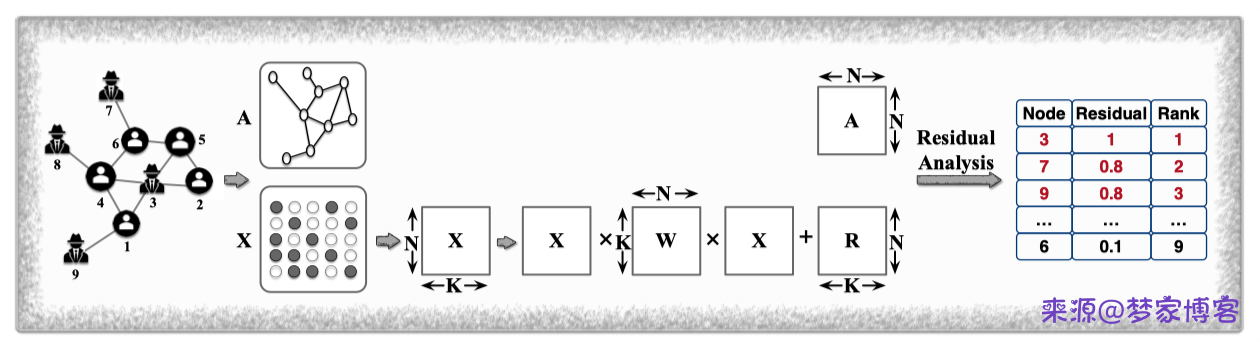 7
6
5
8
4
3
2
1
9
A
X
N
X
K
X
×
K
N
W
×
X
+
R
N
K
N
A
N
Residual
Analysis
Node Residual Rank
3 1 1
7 0.8 2
9 0.8 3
... ... ...
6 0.1 9
来源@梦家博客